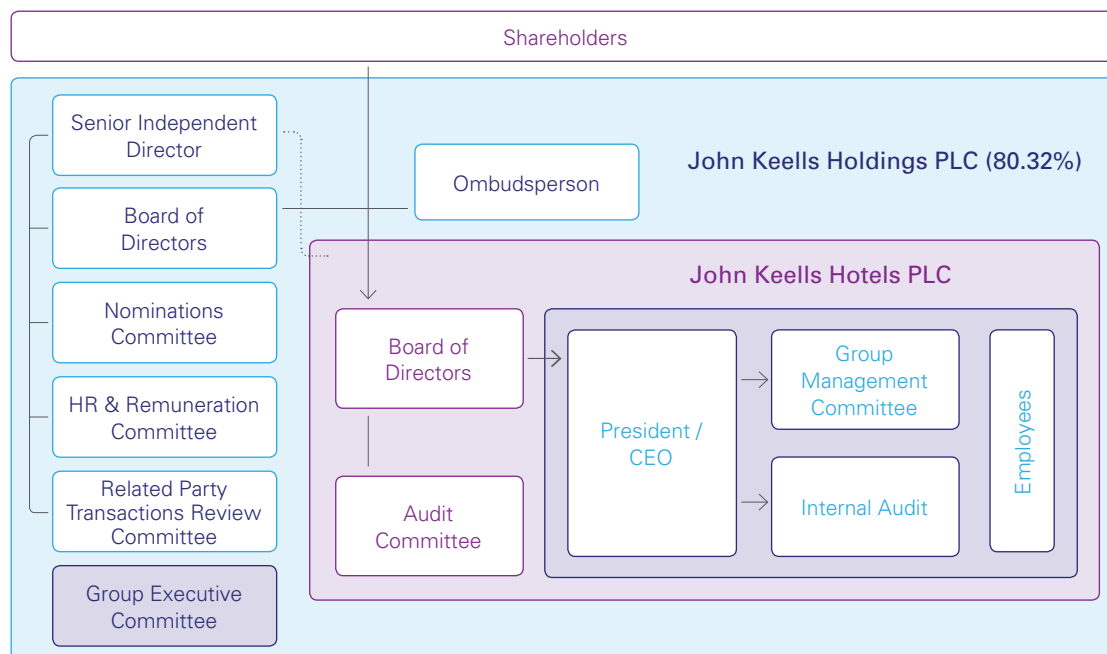 Shareholders
Senior Independent
Director
Ombudsperson
John Keells Holdings PLC (80.32%)
Board of
Directors
Nominations
Committee
HR & Remuneration
Committee
Related Party
Transactions Review
Committee
Group Executive
Committee
John Keells Hotels PLC
Board of
Directors
Audit
Committee
President /
CEO
Group
Management
Committee
Internal Audit
Employees